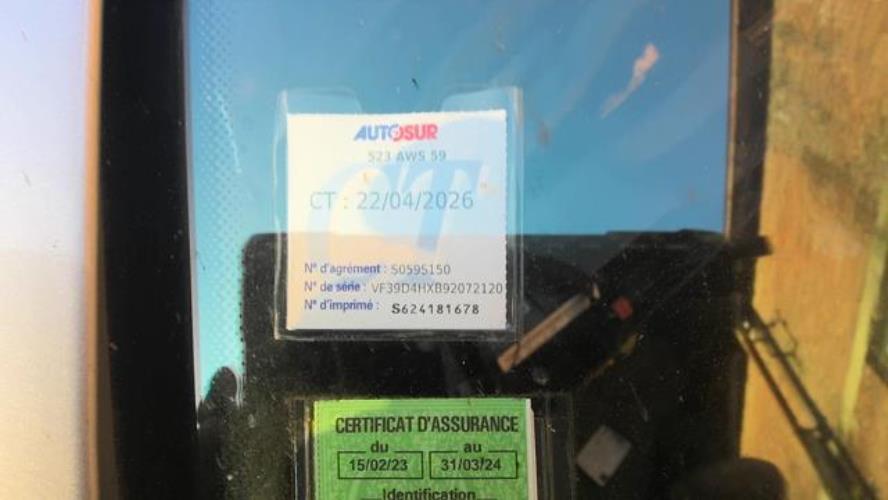 AUTOSUR
523 AWS 59
CT : 22/04/2026
N° d'agrément : S059S150
N° de série : VF39D4HXB92072120
N° d'imprimé : S624181678
CERTIFICAT D'ASSURANCE
du au
15/02/23 31/03/24
Identification